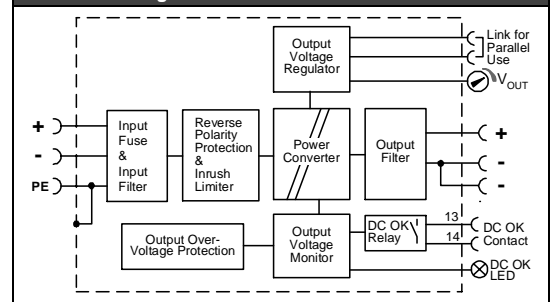 Output
Voltage
Regulator
Link for
Parallel
Use
VOUT
+
-
PE
Input
Fuse
&
Input
Filter
Reverse
Polarity
Protection
&
Inrush
Limiter
Power
Converter
Output
Filter
+
-
-
Output Over-
Voltage Protection
Output
Voltage
Monitor
DC OK
Relay
13
14
DC OK
Contact
DC OK
LED